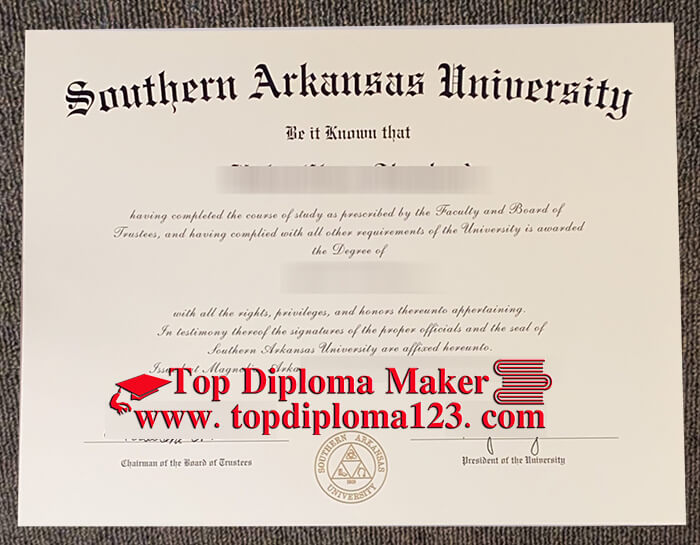 Southern Arkansas University
Be it Known that
having completed the course of study as prescribed by the Faculty and Board of
Trustees, and having complied with all other requirements of the University is awarded
the Degree of
with all the rights, privileges, and honors thereunto appertaining.
In testimony thereof the signatures of the proper officials and the seal of
Southern Arkansas University are affixed hereunto.
Top Diploma Maker
www. topdiploma123. com
Chairman of the Board of Trustees
SOUTHERN ARKANSAS
UNIVERSITY
President of the University